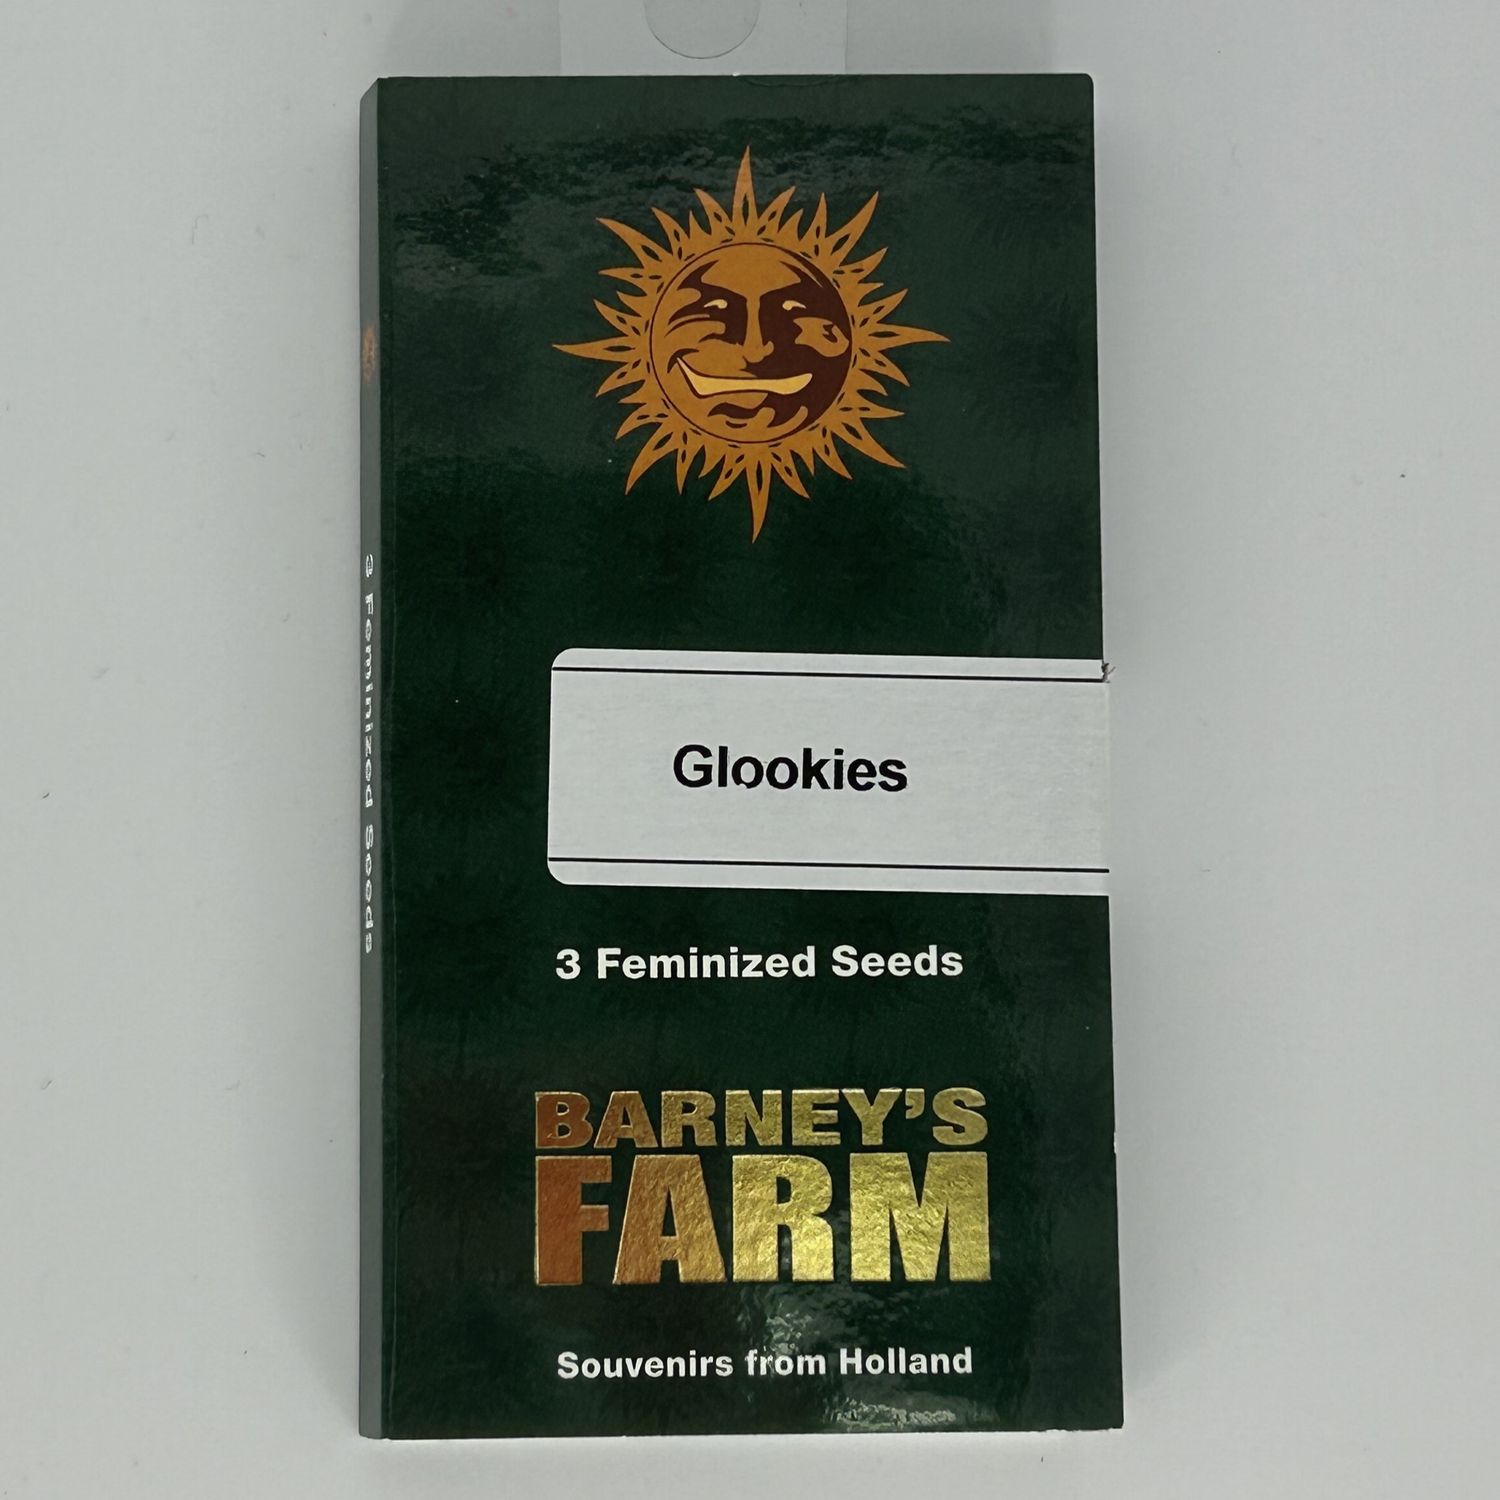 Glookies
3 Feminized Seeds
BARNEY'S
FARM
Souvenirs from Holland
3 Feminized Seeds